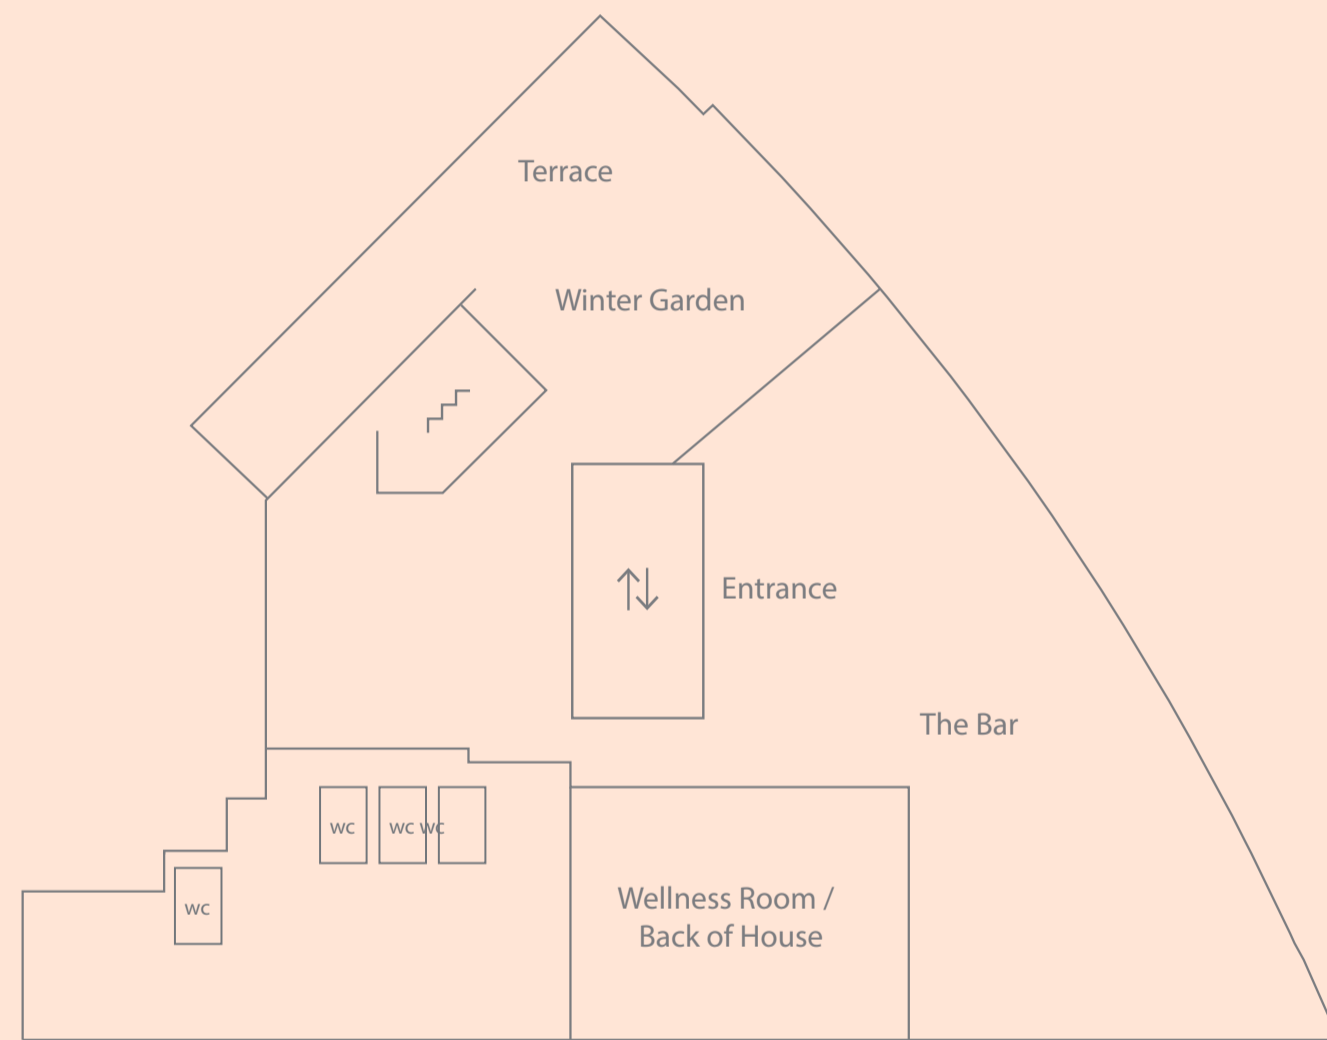 Terrace
Winter Garden
Entrance
The Bar
wc wc wc
wc
Wellness Room /
Back of House